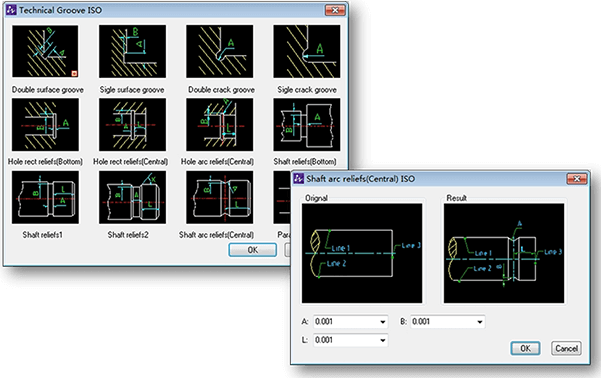 Technical Groove ISO
Double surface groove
Sigle surface groove
Double crack groove
Sigle crack groove
Hole rect reliefs(Bottom)
Hole rect reliefs(Central)
Hole arc reliefs(Central)
Shaft reliefs(Bottom)
Shaft reliefs1
Shaft reliefs2
Shaft arc reliefs(Central)
OK
Shaft arc reliefs(Central) ISO
Orignal
Result
Line 1
Line 2
Line 3
A
Line 1
Line 2
Line 3
A: 0.001
B: 0.001
L: 0.001
OK
Cancel